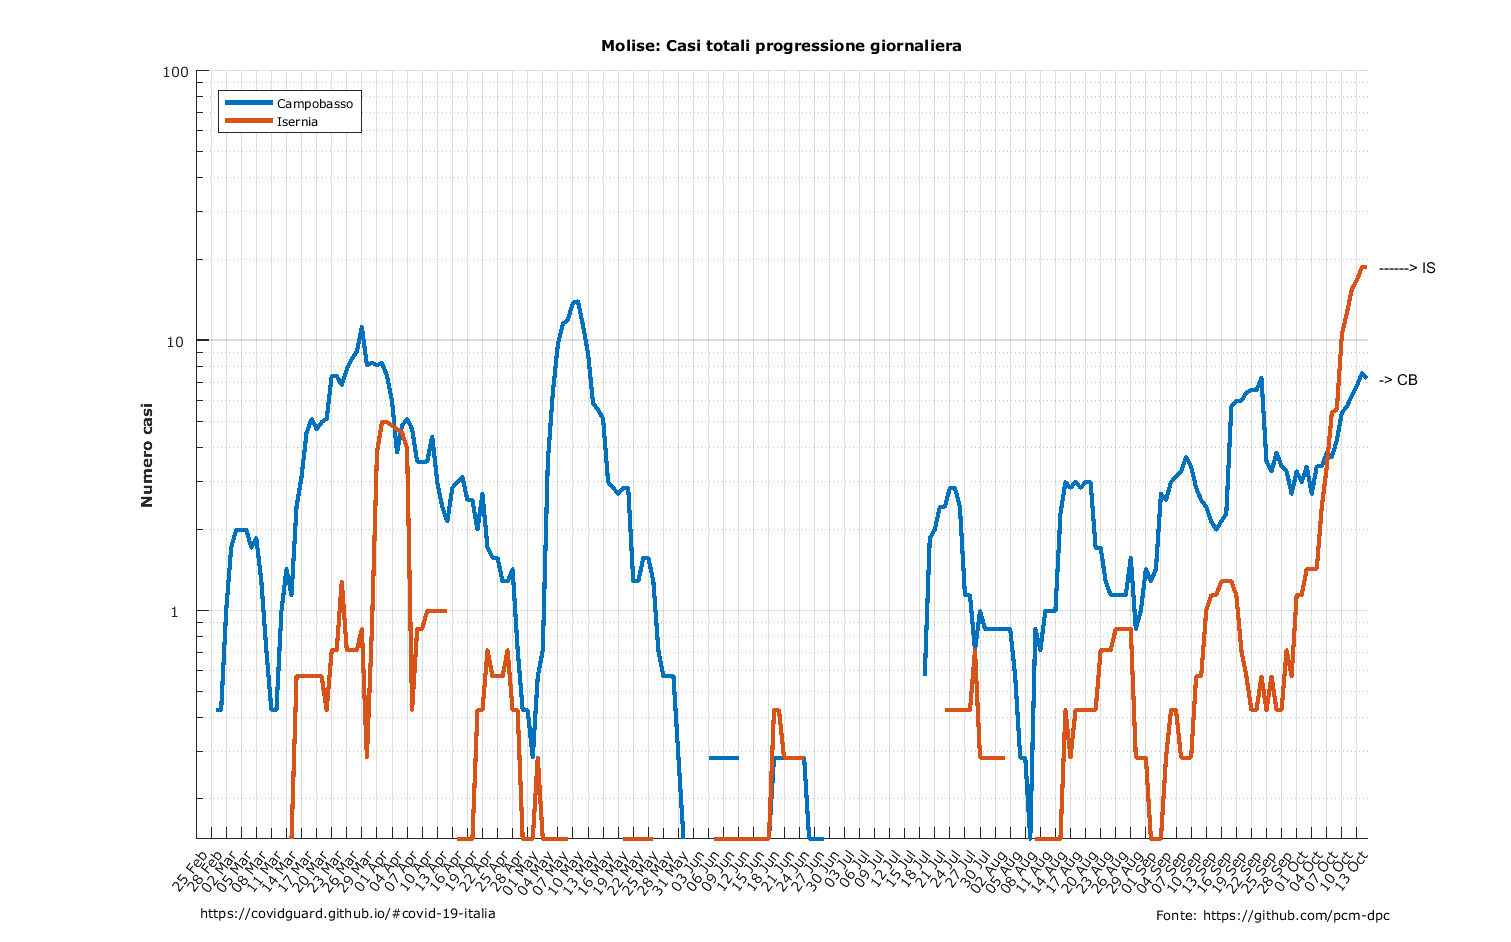 Molise: Casi totali progressione giornaliera
100
10
1
Numero casi
Campobasso
Isernia
------> IS
-> CB
25 Feb
28 Feb
02 Mar
05 Mar
08 Mar
11 Mar
14 Mar
17 Mar
20 Mar
23 Mar
26 Mar
29 Mar
01 Apr
04 Apr
07 Apr
10 Apr
13 Apr
16 Apr
19 Apr
22 Apr
25 Apr
28 Apr
01 May
04 May
07 May
10 May
13 May
16 May
19 May
22 May
25 May
28 May
31 May
03 Jun
06 Jun
09 Jun
12 Jun
15 Jun
18 Jun
21 Jun
24 Jun
27 Jun
30 Jun
03 Jul
06 Jul
09 Jul
12 Jul
15 Jul
18 Jul
21 Jul
24 Jul
27 Jul
30 Jul
02 Aug
05 Aug
08 Aug
11 Aug
14 Aug
17 Aug
20 Aug
23 Aug
26 Aug
29 Aug
01 Sep
04 Sep
07 Sep
10 Sep
13 Sep
16 Sep
19 Sep
22 Sep
25 Sep
28 Sep
01 Oct
04 Oct
07 Oct
10 Oct
13 Oct
https://covidguard.github.io/#covid-19-italia
Fonte: https://github.com/pcm-dpc